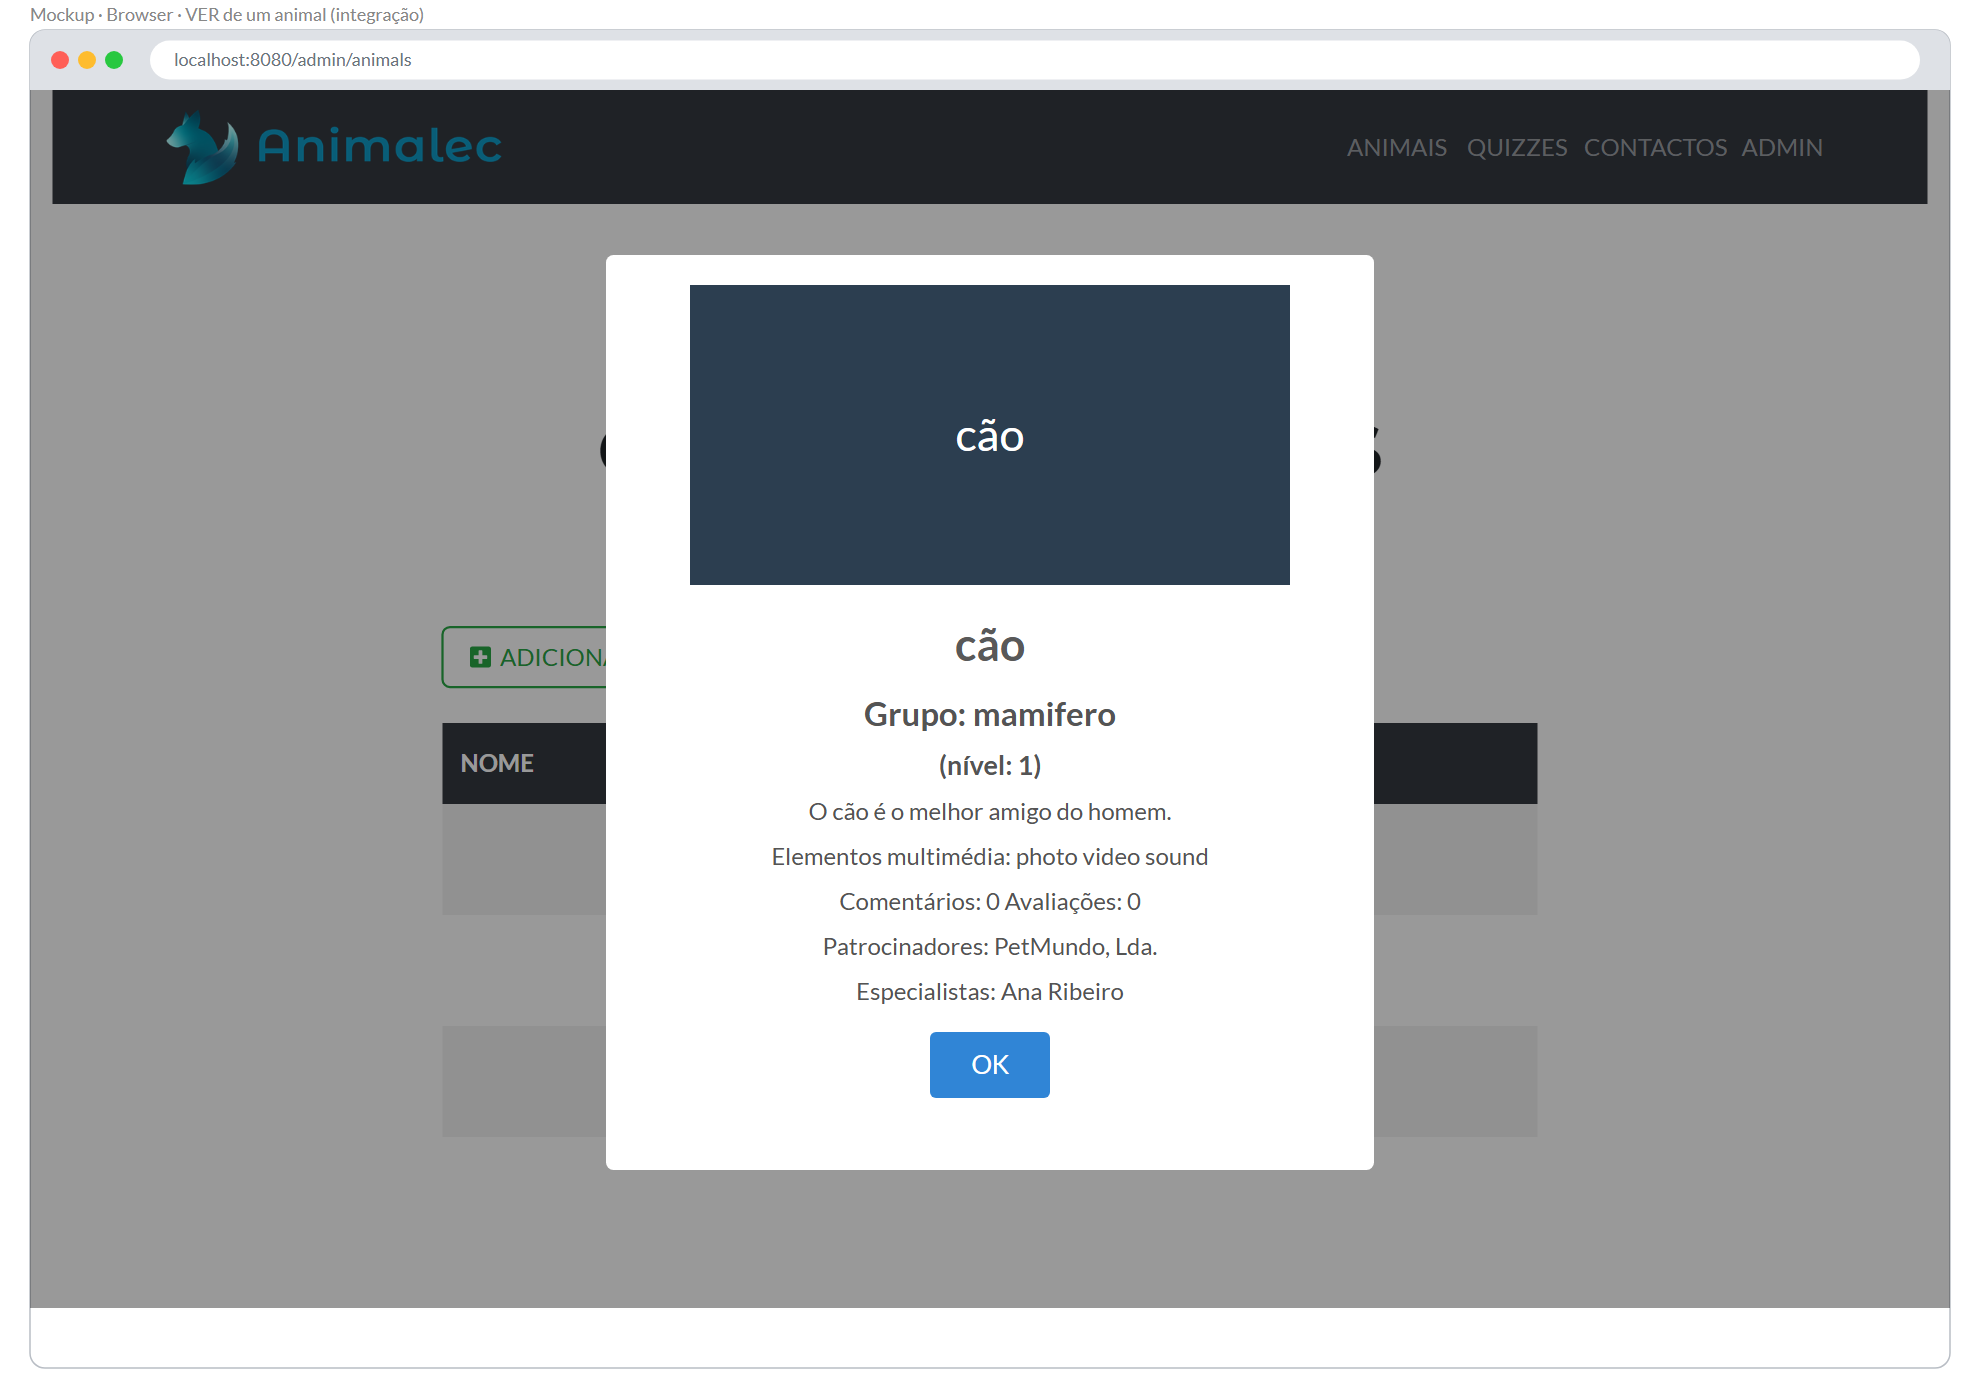 Mockup · Browser · VER de um animal (integração)
localhost:8080/admin/animals
Animalec
ANIMAIS QUIZZES CONTACTOS ADMIN
cão
cão
Grupo: mamifero
(nível: 1)
O cão é o melhor amigo do homem.
Elementos multimédia: photo video sound
Comentários: 0 Avaliações: 0
Patrocinadores: PetMundo, Lda.
Especialistas: Ana Ribeiro
OK
ADICION
NOME